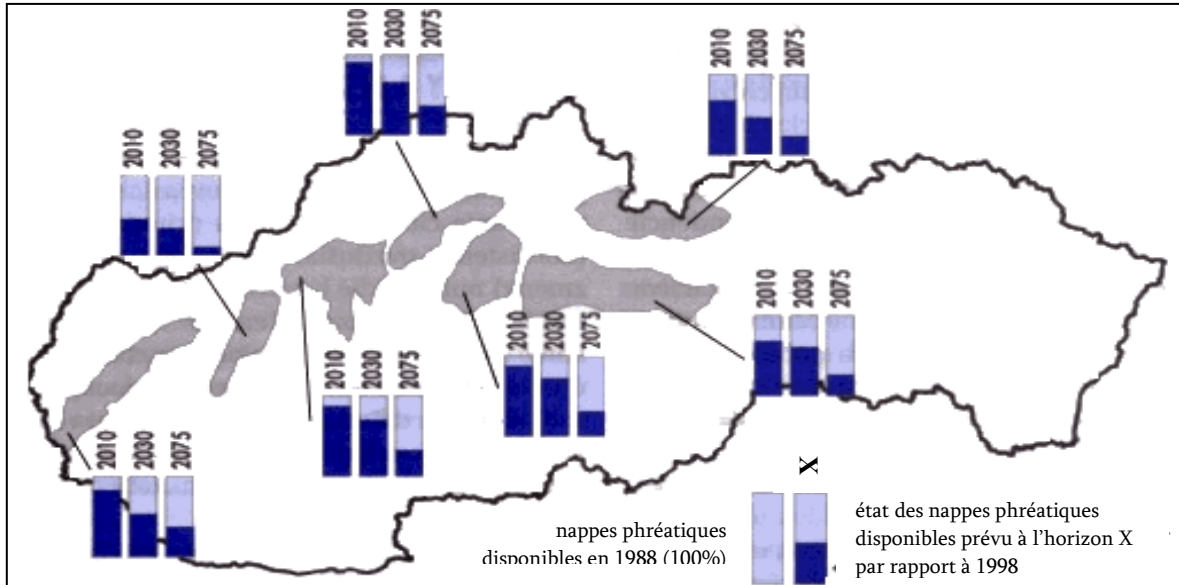 2010 2030 2075
2010 2030 2075
2010 2030 2075
2010 2030 2075
2010 2030 2075
2010 2030 2075
2010 2030 2075
X
nappes phréatiques
disponibles en 1988 (100%)
état des nappes phréatiques
disponibles prévu à l’horizon X
par rapport à 1998